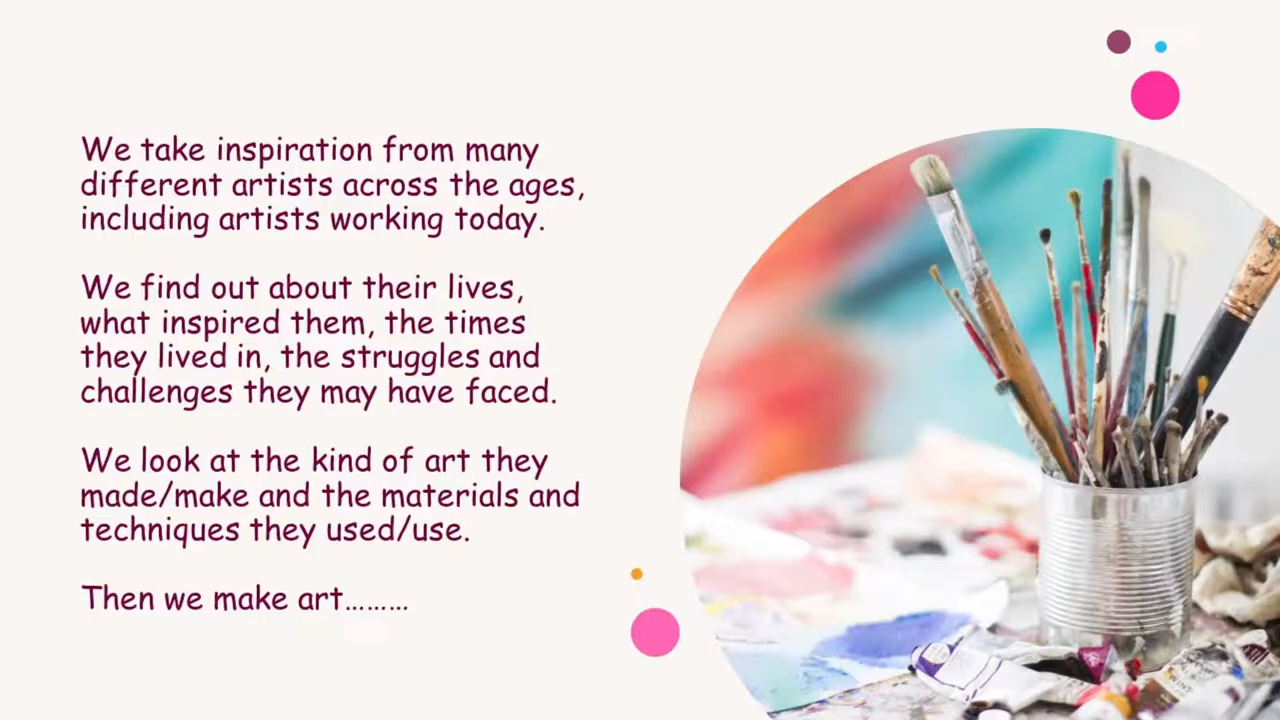 We take inspiration from many
different artists across the ages,
including artists working today.
We find out about their lives,
what inspired them, the times
they lived in, the struggles and
challenges they may have faced.
We look at the kind of art they
made/make and the materials and
techniques they used/use.
Then we make art………